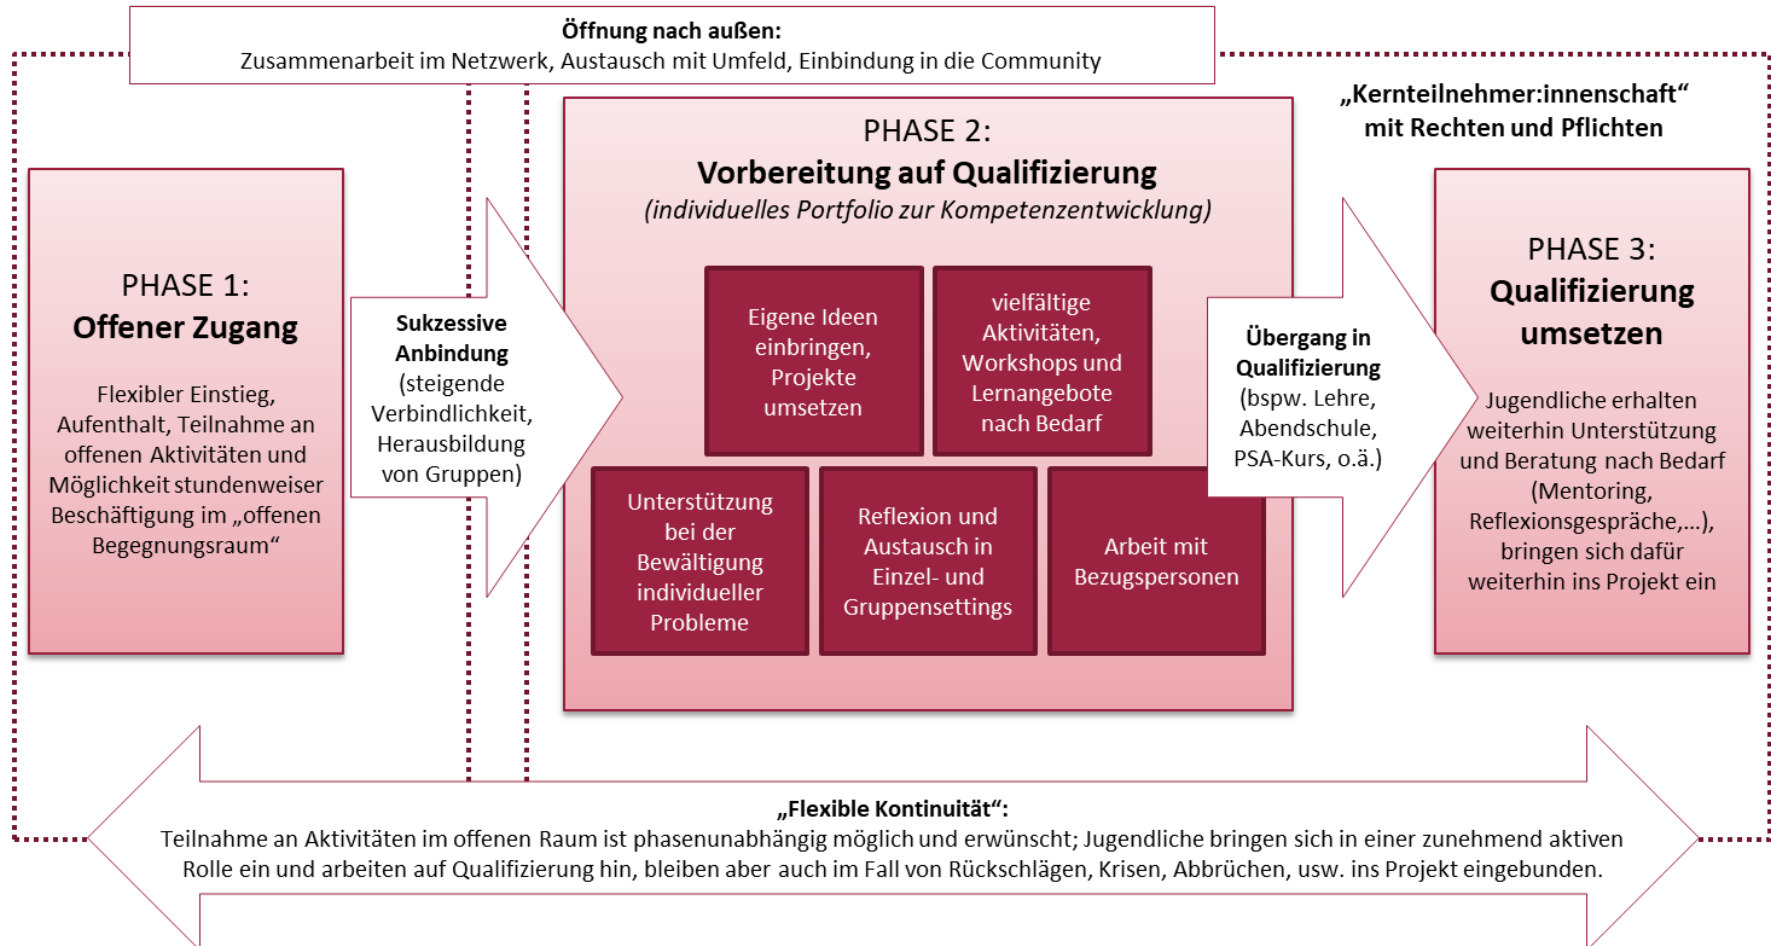 Öffnung nach außen:
Zusammenarbeit im Netzwerk, Austausch mit Umfeld, Einbindung in die Community
„Kernteilnehmer:innenschaft“
mit Rechten und Pflichten
PHASE 1:
Offener Zugang
Flexibler Einstieg,
Aufenthalt, Teilnahme an
offenen Aktivitäten und
Möglichkeit stundenweiser
Beschäftigung im „offenen
Begegnungsraum“
Sukzessive
Anbindung
(steigende
Verbindlichkeit,
Herausbildung
von Gruppen)
PHASE 2:
Vorbereitung auf Qualifizierung
(individuelles Portfolio zur Kompetenzentwicklung)
Eigene Ideen
einbringen,
Projekte
umsetzen
vielfältige
Aktivitäten,
Workshops und
Lernangebote
nach Bedarf
Unterstützung
bei der
Bewältigung
individueller
Probleme
Reflexion und
Austausch in
Einzel- und
Gruppensettings
Arbeit mit
Bezugspersonen
Übergang in
Qualifizierung
(bspw. Lehre,
Abendschule,
PSA-Kurs, o.ä.)
PHASE 3:
Qualifizierung
umsetzen
Jugendliche erhalten
weiterhin Unterstützung
und Beratung nach Bedarf
(Mentoring,
Reflexionsgespräche,...),
bringen sich dafür
weiterhin ins Projekt ein
„Flexible Kontinuität“:
Teilnahme an Aktivitäten im offenen Raum ist phasenunabhängig möglich und erwünscht; Jugendliche bringen sich in einer zunehmend aktiven
Rolle ein und arbeiten auf Qualifizierung hin, bleiben aber auch im Fall von Rückschlägen, Krisen, Abbrüchen, usw. ins Projekt eingebunden.